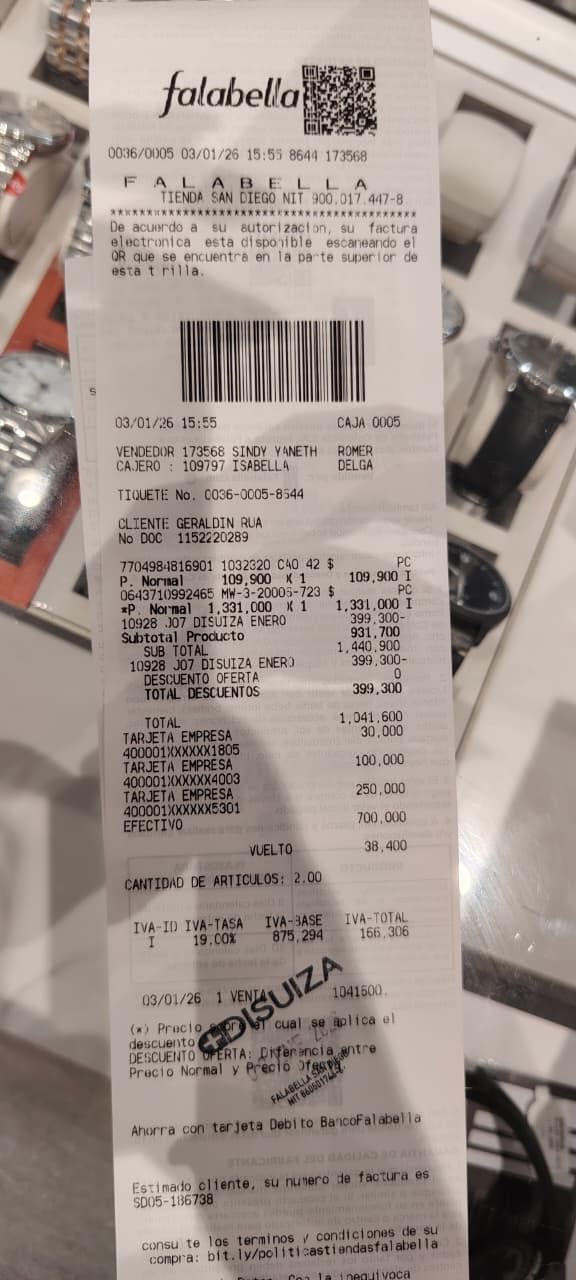 falabella
0036/0005 03/01/26 15:55 8644 173568
F A L A B E L L A
TIENDA SAN DIEGO NIT 900.017.447-8
****************************************
De acuerdo a su autorizacion, su factura
electronica esta disponible escaneando el
QR que se encuentra en la parte superior de
esta tirilla.
03/01/26 15:55 CAJA 0005
VENDEDOR 173568 SINDY YANETH ROMER
CAJERO : 109797 ISABELLA DELGA
TIQUETE No. 0036-0005-8644
CLIENTE GERALDIN RUA
No DOC 1152220289
7704984816901 1032320 C40 42 $ PC
P. Normal 109,900 X 1 109,900 I
0643710992465 MW-3-20006-723 $ PC
*P. Normal 1,331,000 X 1 1,331,000 I
10928 J07 DISUIZA ENERO 399,300-
Subtotal Producto 931,700
SUB TOTAL 1,440,900
10928 J07 DISUIZA ENERO 399,300-
DESCUENTO OFERTA 0
TOTAL DESCUENTOS 399,300
TOTAL 1,041,600
TARJETA EMPRESA 30,000
400001XXXXXX1805
TARJETA EMPRESA 100,000
400001XXXXXX4003
TARJETA EMPRESA 250,000
400001XXXXXX5301
EFECTIVO 700,000
VUELTO 38,400
CANTIDAD DE ARTICULOS: 2.00
IVA-ID IVA-TASA IVA-BASE IVA-TOTAL
I 19.00% 875,294 166,306
03/01/26 1 VENTA 1041600.
DISUIZA
(*) Precio sobre el cual se aplica el
descuento
DESCUENTO OFERTA: Diferencia entre
Precio Normal y Precio Oferta.
FALABELLA SAN DIEGO
Ahorra con tarjeta Debito BancoFalabella
Estimado cliente, su numero de factura es
SD05-186738
consulte los terminos y condiciones de su
compra: bit.ly/politicastiendasfalabella